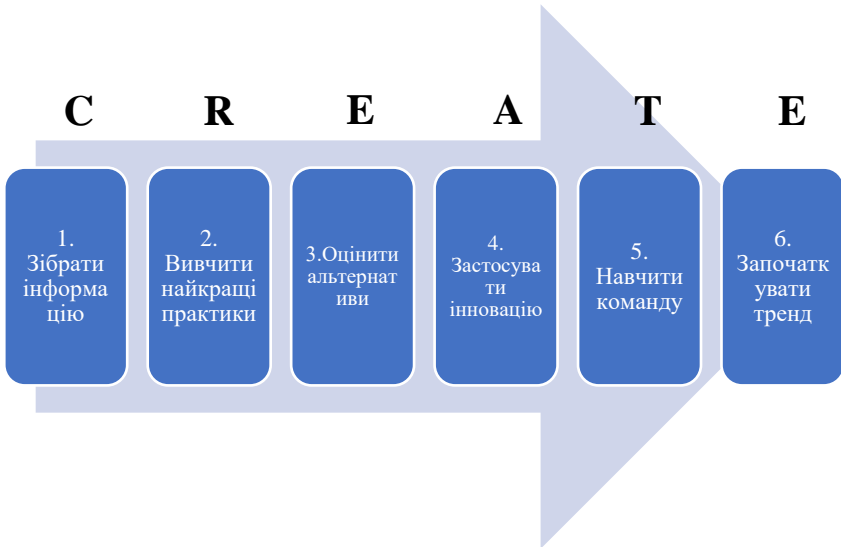 C R E A T E
1.
Зібрати
інформа
цію
2.
Вивчити
найкращі
практики
3.Оцінити
альтернат
иви
4.
Застосува
ти
інновацію
5.
Навчити
команду
6.
Започатк
увати
тренд